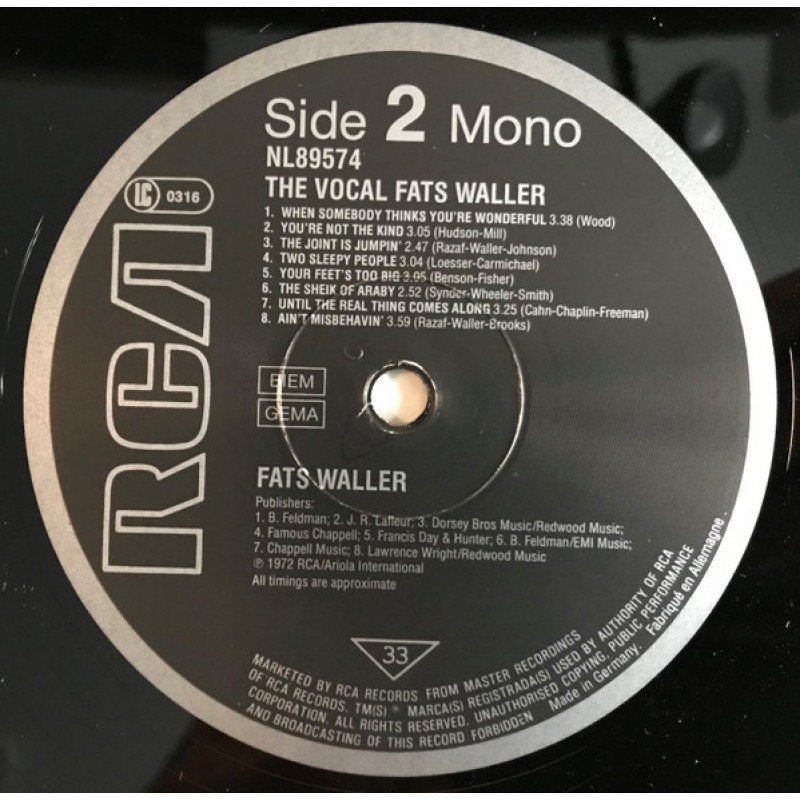 Side 2 Mono
NL89574
THE VOCAL FATS WALLER
1. WHEN SOMEBODY THINKS YOU'RE WONDERFUL 3.38 (Wood)
2. YOU'RE NOT THE KIND 3.05 (Hudson-Mill)
3. THE JOINT IS JUMPIN' 2.47 (Razaf-Waller-Johnson)
4. TWO SLEEPY PEOPLE 3.04 (Loesser-Carmichael)
5. YOUR FEET'S TOO BIG 3.05 (Benson-Fisher)
6. THE SHEIK OF ARABY 2.52 (Synder-Wheeler-Smith)
7. UNTIL THE REAL THING COMES ALONG 3.25 (Cahn-Chaplin-Freeman)
8. AIN'T MISBEHAVIN' 3.59 (Razaf-Waller-Brooks)
LC 0316
RCA
BIEM
GEMA
FATS WALLER
Publishers:
1. B. Feldman; 2. J. R. Lafleur; 3. Dorsey Bros Music/Redwood Music;
4. Famous Chappell; 5. Francis Day & Hunter; 6. B. Feldman/EMI Music;
7. Chappell Music; 8. Lawrence Wright/Redwood Music
℗ 1972 RCA/Ariola International
All timings are approximate
33
MARKETED BY RCA RECORDS FROM MASTER RECORDINGS
OF RCA RECORDS. TM(S) ® MARCA(S) REGISTRADA(S) USED BY AUTHORITY OF RCA
CORPORATION. ALL RIGHTS RESERVED. UNAUTHORISED COPYING, PUBLIC PERFORMANCE
AND BROADCASTING OF THIS RECORD FORBIDDEN Made in Germany. Fabriqué en Allemagne.